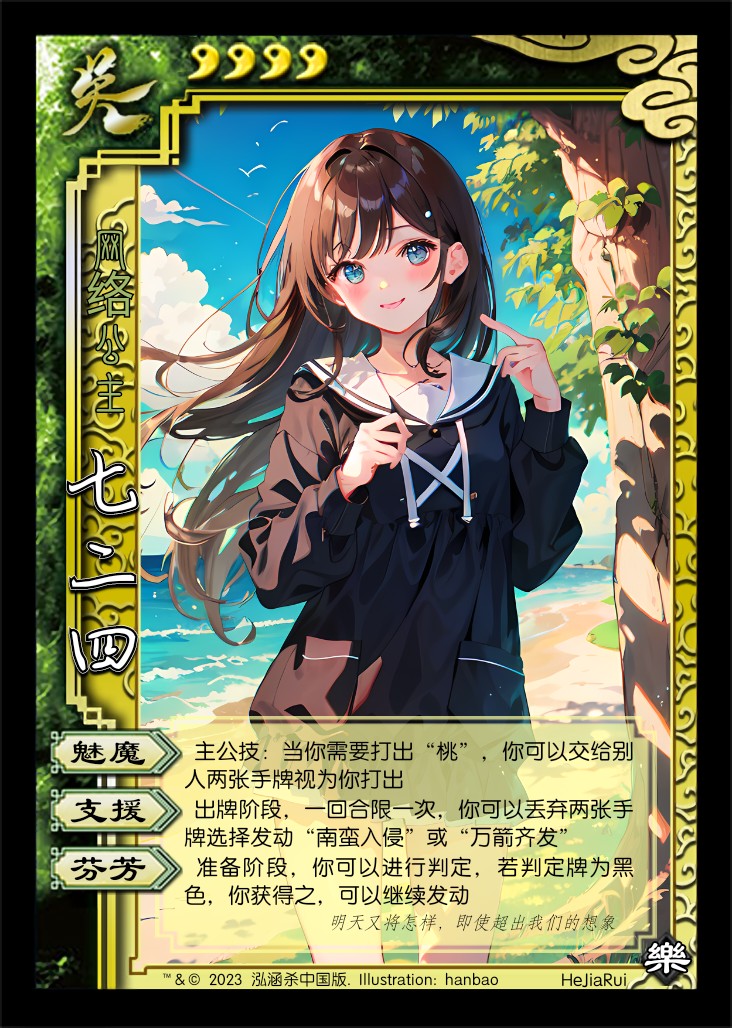 吴
网络公主
七二四
魅魔
主公技：当你需要打出“桃”，你可以交给别
人两张手牌视为你打出
支援
出牌阶段，一回合限一次，你可以丢弃两张手
牌选择发动“南蛮入侵”或“万箭齐发”
芬芳
准备阶段，你可以进行判定，若判定牌为黑
色，你获得之，可以继续发动
明天又将怎样，即使超出我们的想象
™&© 2023 泓涵杀中国版. Illustration: hanbao
HeJiaRui
樂